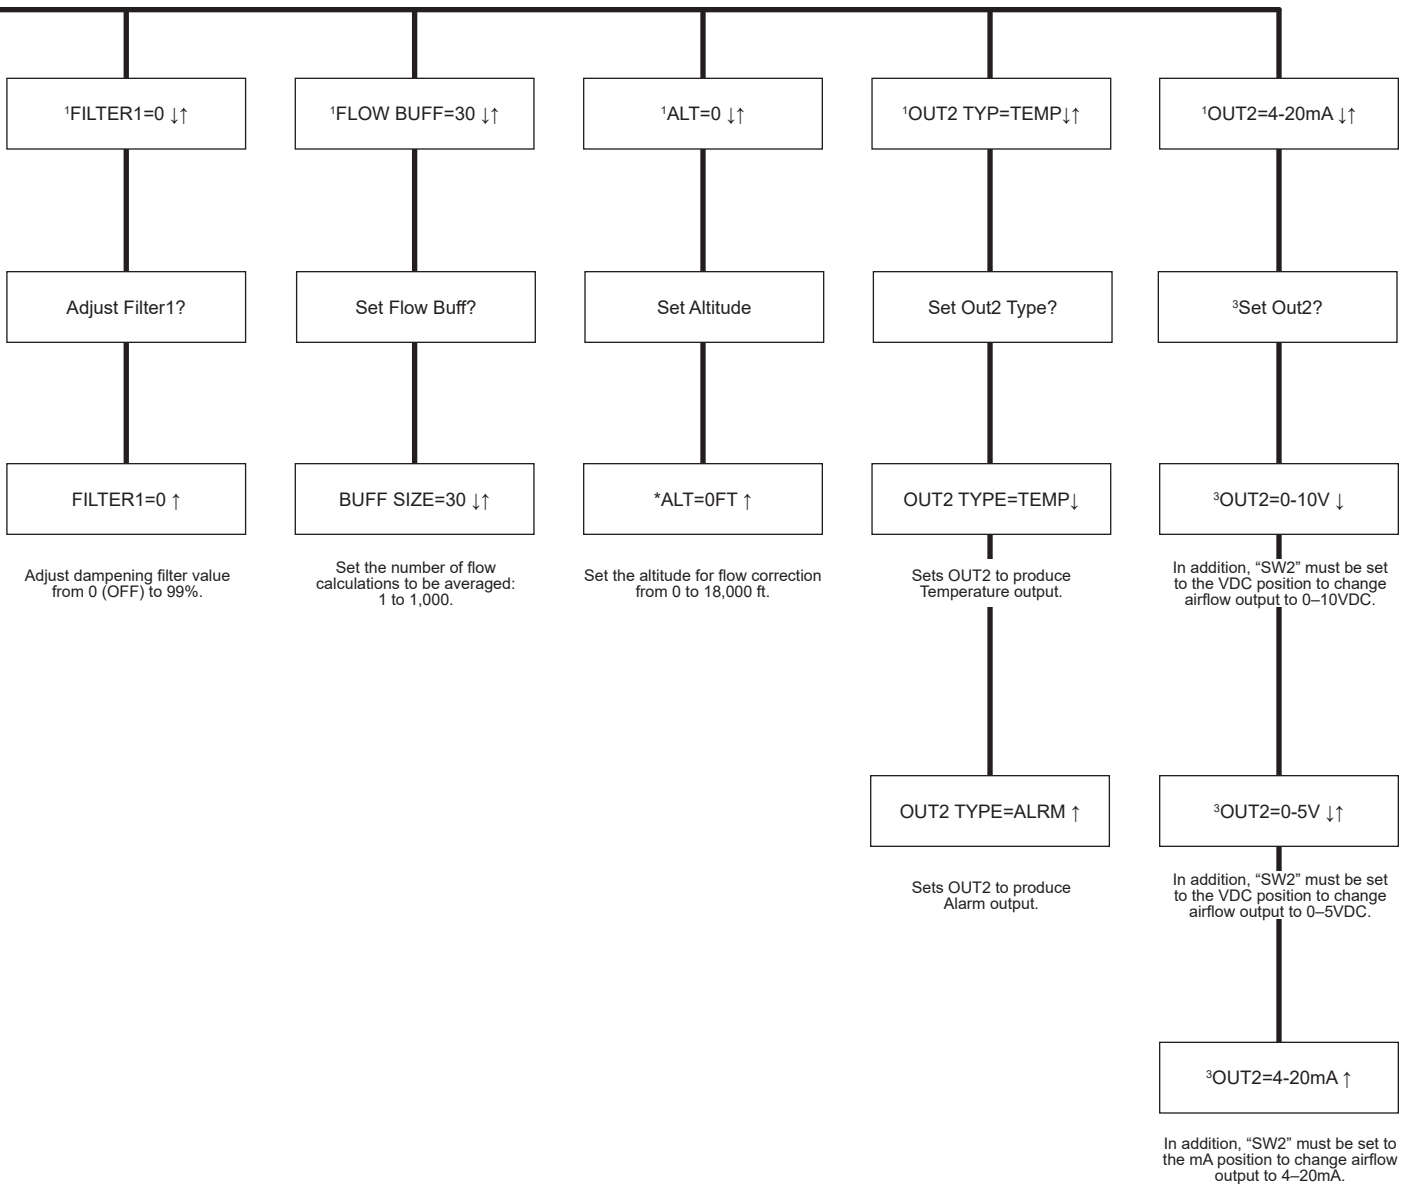 ¹FILTER1=0 ↓↑
¹FLOW BUFF=30 ↓↑
¹ALT=0 ↓↑
¹OUT2 TYP=TEMP↓↑
¹OUT2=4-20mA ↓↑
Adjust Filter1?
Set Flow Buff?
Set Altitude
Set Out2 Type?
³Set Out2?
FILTER1=0 ↑
BUFF SIZE=30 ↓↑
*ALT=0FT ↑
OUT2 TYPE=TEMP↓
³OUT2=0-10V ↓
Adjust dampening filter value
from 0 (OFF) to 99%.
Set the number of flow
calculations to be averaged:
1 to 1,000.
Set the altitude for flow correction
from 0 to 18,000 ft.
Sets OUT2 to produce
Temperature output.
In addition, “SW2” must be set
to the VDC position to change
airflow output to 0–10VDC.
OUT2 TYPE=ALRM ↑
³OUT2=0-5V ↓↑
Sets OUT2 to produce
Alarm output.
In addition, “SW2” must be set
to the VDC position to change
airflow output to 0–5VDC.
³OUT2=4-20mA ↑
In addition, “SW2” must be set to
the mA position to change airflow
output to 4–20mA.